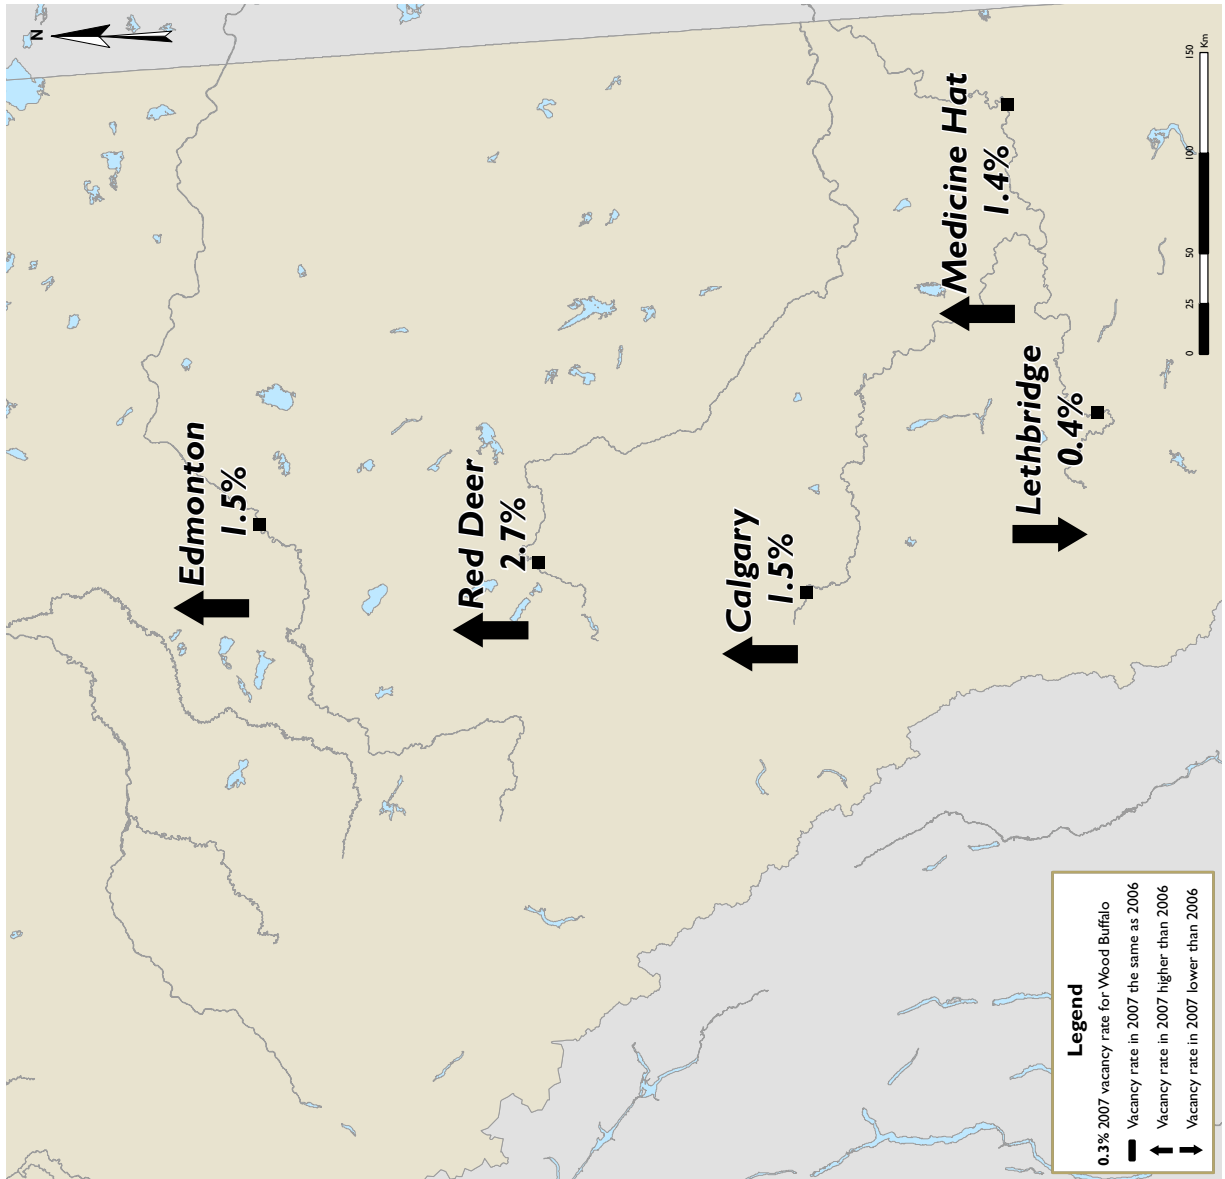 N
Edmonton
1.5%
Red Deer
2.7%
Calgary
1.5%
Medicine Hat
1.4%
Lethbridge
0.4%
0 25 50 100 150
Km
Legend
0.3% 2007 vacancy rate for Wood Buffalo
Vacancy rate in 2007 the same as 2006
Vacancy rate in 2007 higher than 2006
Vacancy rate in 2007 lower than 2006